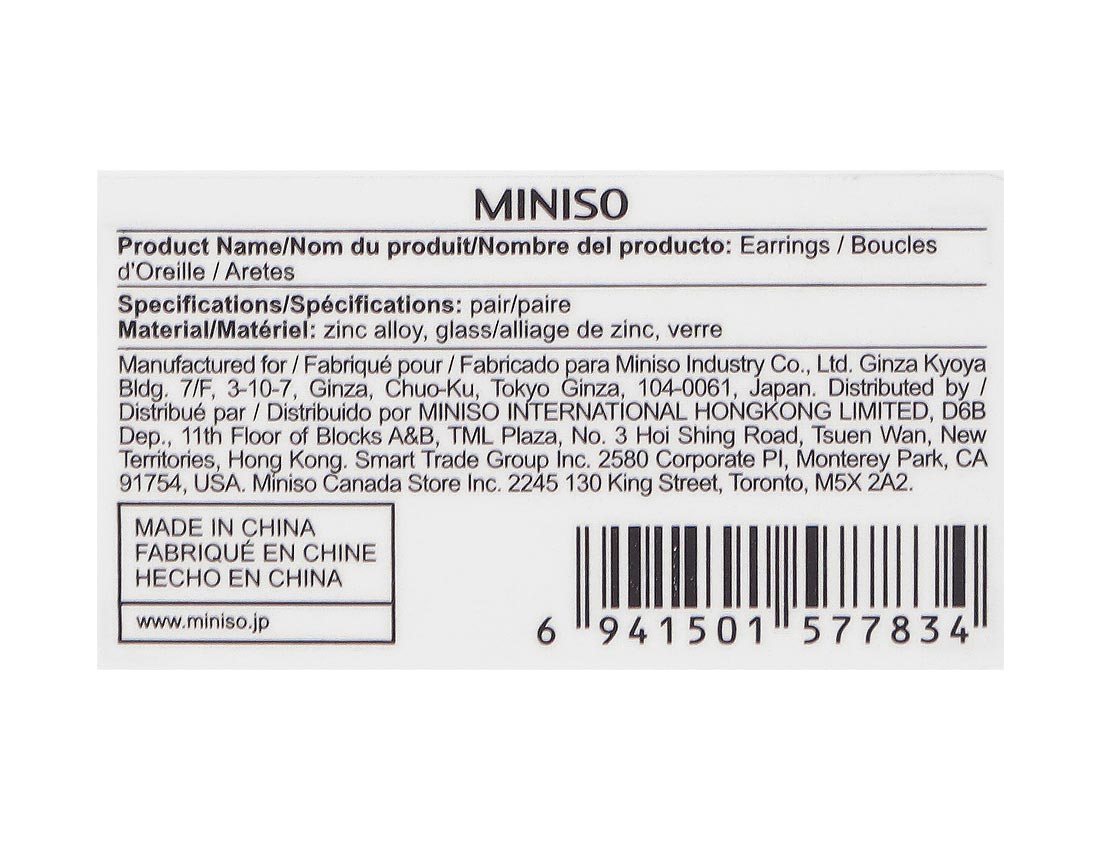 MINISO
Product Name/Nom du produit/Nombre del producto: Earrings / Boucles
d'Oreille / Aretes
Specifications/Spécifications: pair/paire
Material/Matériel: zinc alloy, glass/alliage de zinc, verre
Manufactured for / Fabriqué pour / Fabricado para Miniso Industry Co., Ltd. Ginza Kyoya
Bldg. 7/F, 3-10-7, Ginza, Chuo-Ku, Tokyo Ginza, 104-0061, Japan. Distributed by /
Distribué par / Distribuido por MINISO INTERNATIONAL HONGKONG LIMITED, D6B
Dep., 11th Floor of Blocks A&B, TML Plaza, No. 3 Hoi Shing Road, Tsuen Wan, New
Territories, Hong Kong. Smart Trade Group Inc. 2580 Corporate Pl, Monterey Park, CA
91754, USA. Miniso Canada Store Inc. 2245 130 King Street, Toronto, M5X 2A2.
MADE IN CHINA
FABRIQUÉ EN CHINE
HECHO EN CHINA
www.miniso.jp
6 941501 577834